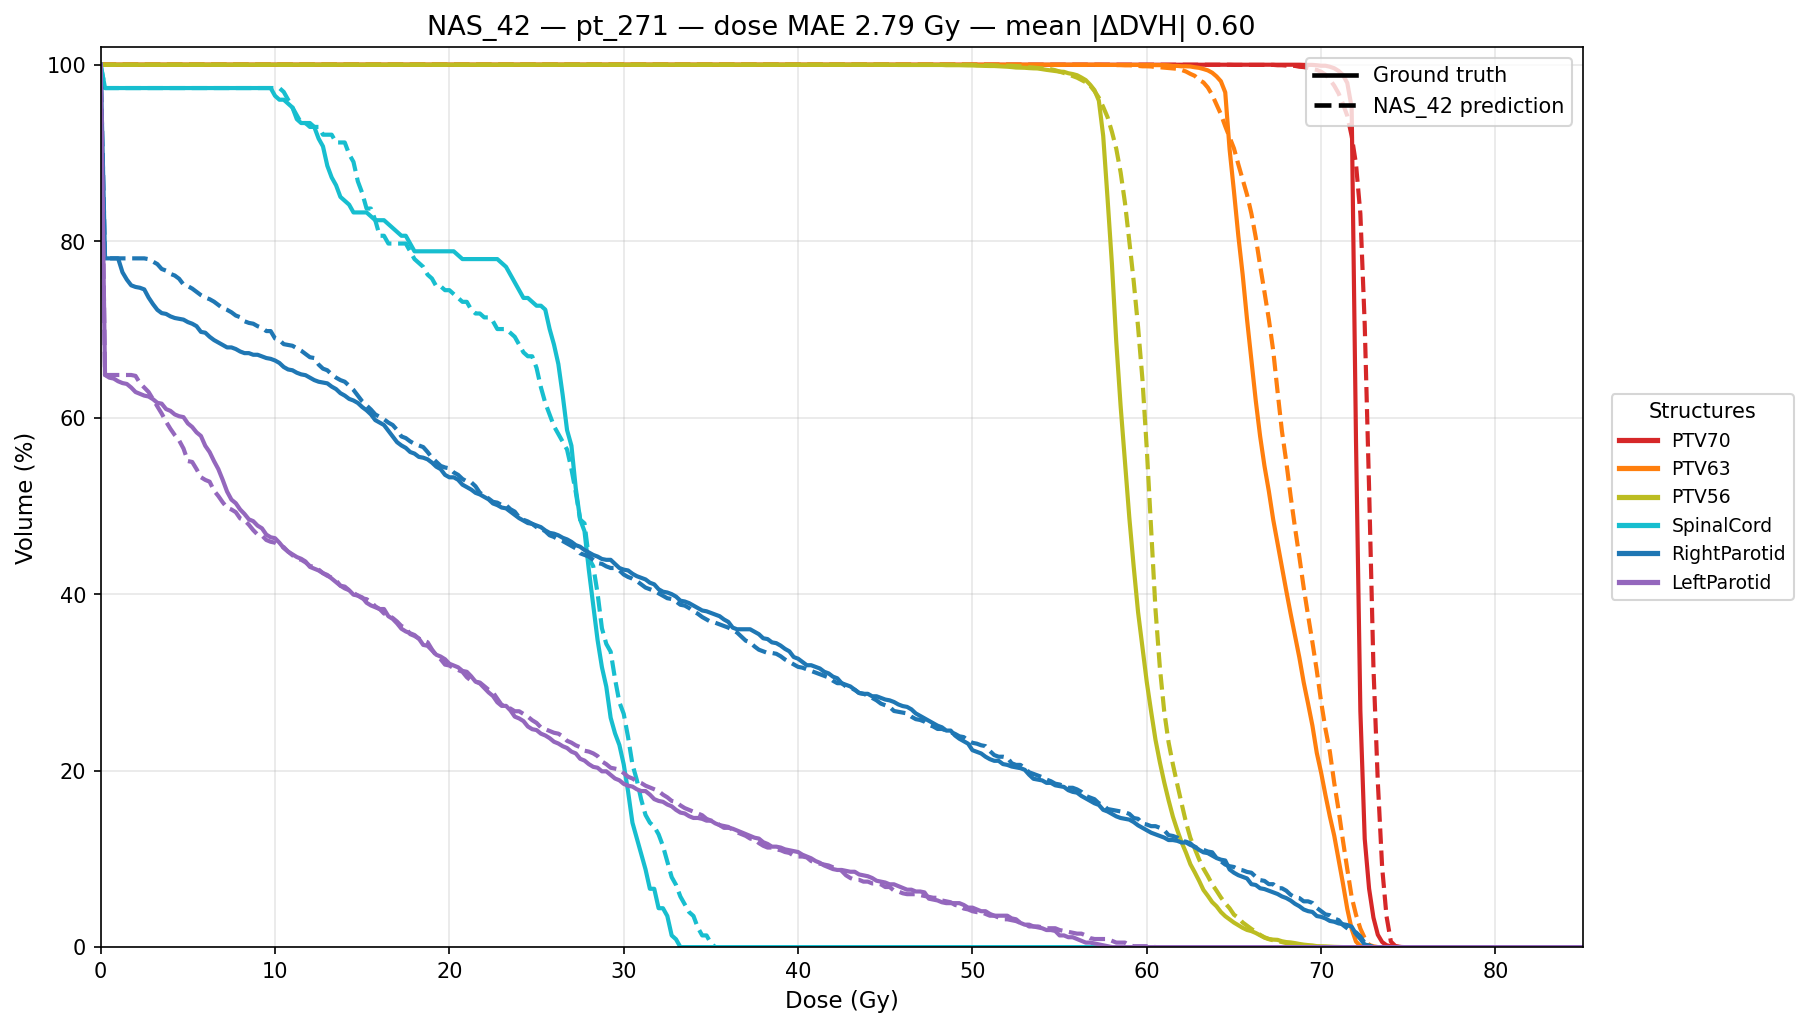 NAS_42 — pt_271 — dose MAE 2.79 Gy — mean |ΔDVH| 0.60
Ground truth
NAS_42 prediction
Volume (%)
100
80
60
40
20
0
0 10 20 30 40 50 60 70 80
Dose (Gy)
Structures
PTV70
PTV63
PTV56
SpinalCord
RightParotid
LeftParotid